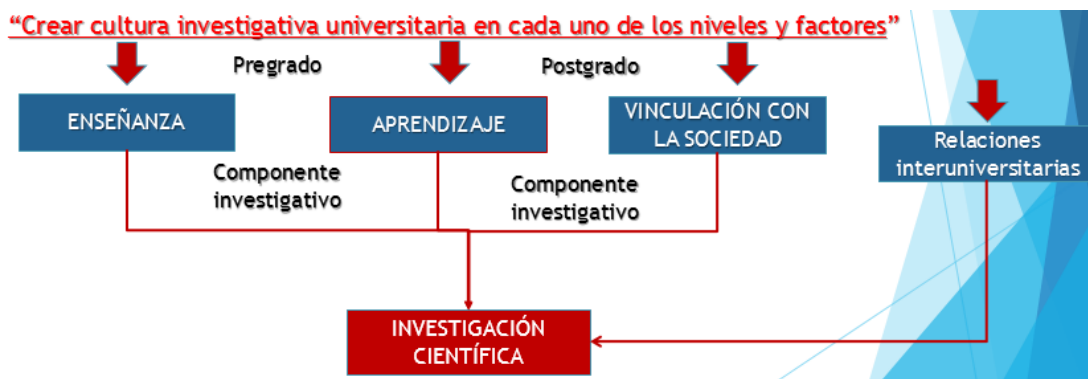 “Crear cultura investigativa universitaria en cada uno de los niveles y factores”
Pregrado
Postgrado
ENSEÑANZA
APRENDIZAJE
VINCULACIÓN CON
LA SOCIEDAD
Relaciones
interuniversitarias
Componente
investigativo
Componente
investigativo
INVESTIGACIÓN
CIENTÍFICA